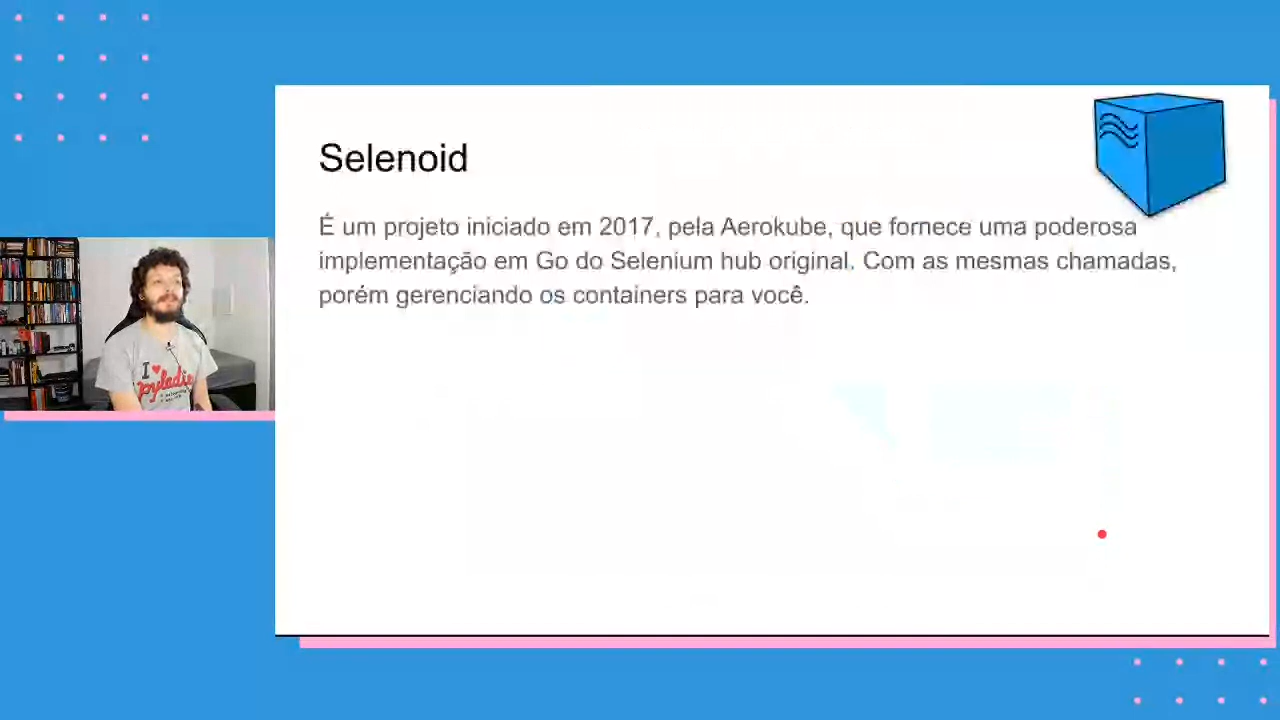 Selenoid
É um projeto iniciado em 2017, pela Aerokube, que fornece uma poderosa
implementação em Go do Selenium hub original. Com as mesmas chamadas,
porém gerenciando os containers para você.
I
pyladie